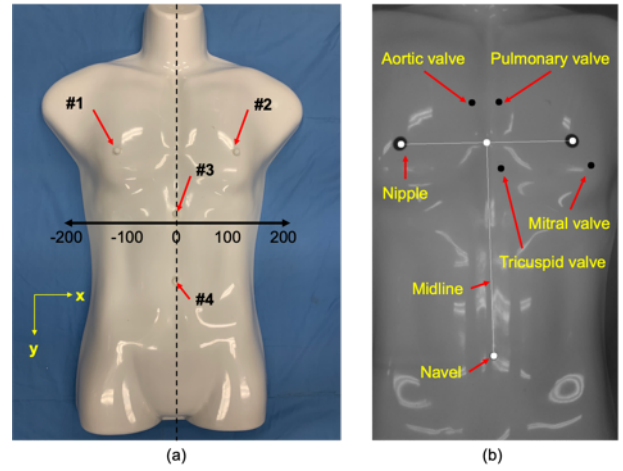 #1
#2
#3
-200
-100
0
100
200
x
#4
y
(a)
Aortic valve
Pulmonary valve
Nipple
Mitral valve
Tricuspid valve
Midline
Navel
(b)